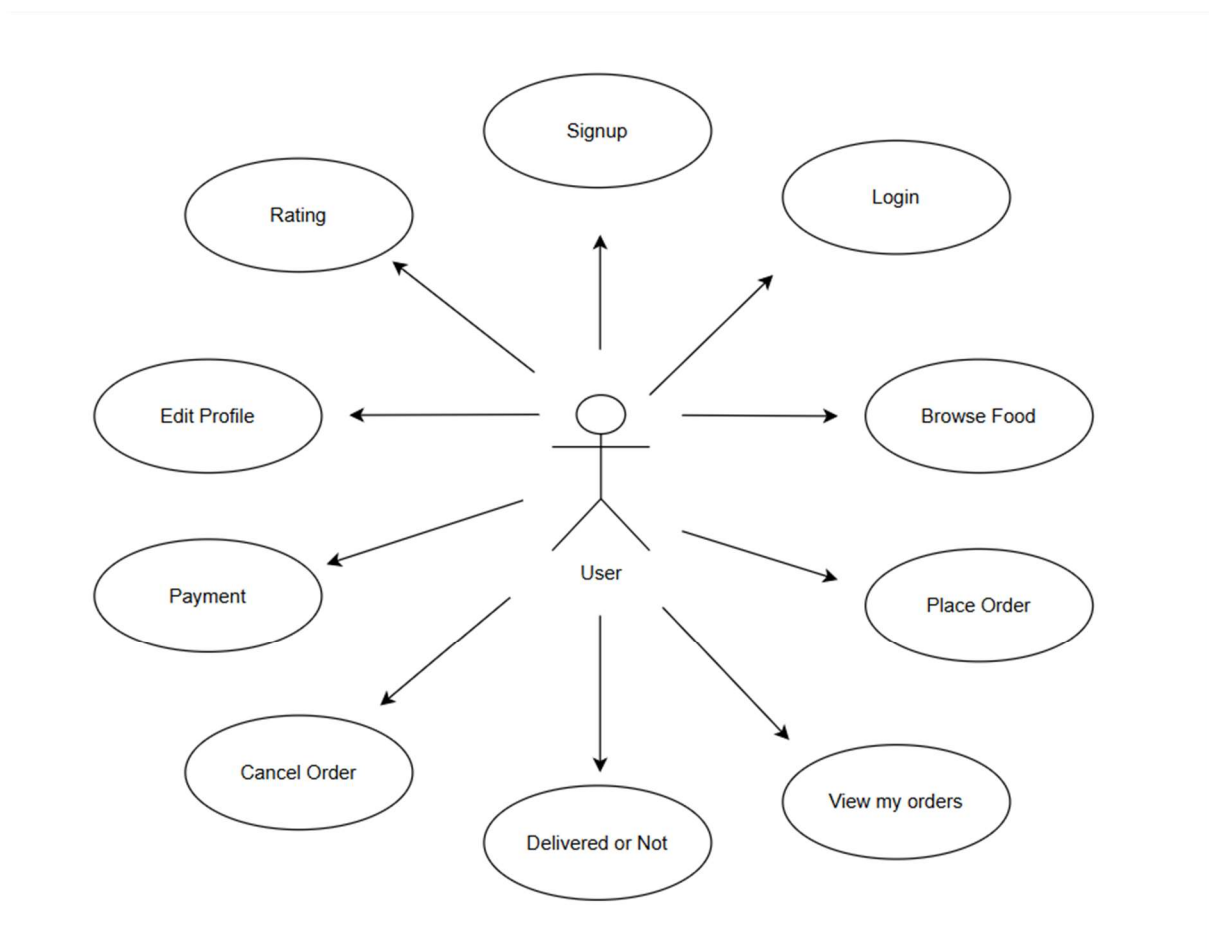 Signup
Login
Rating
Edit Profile
Browse Food
User
Payment
Place Order
Cancel Order
View my orders
Delivered or Not